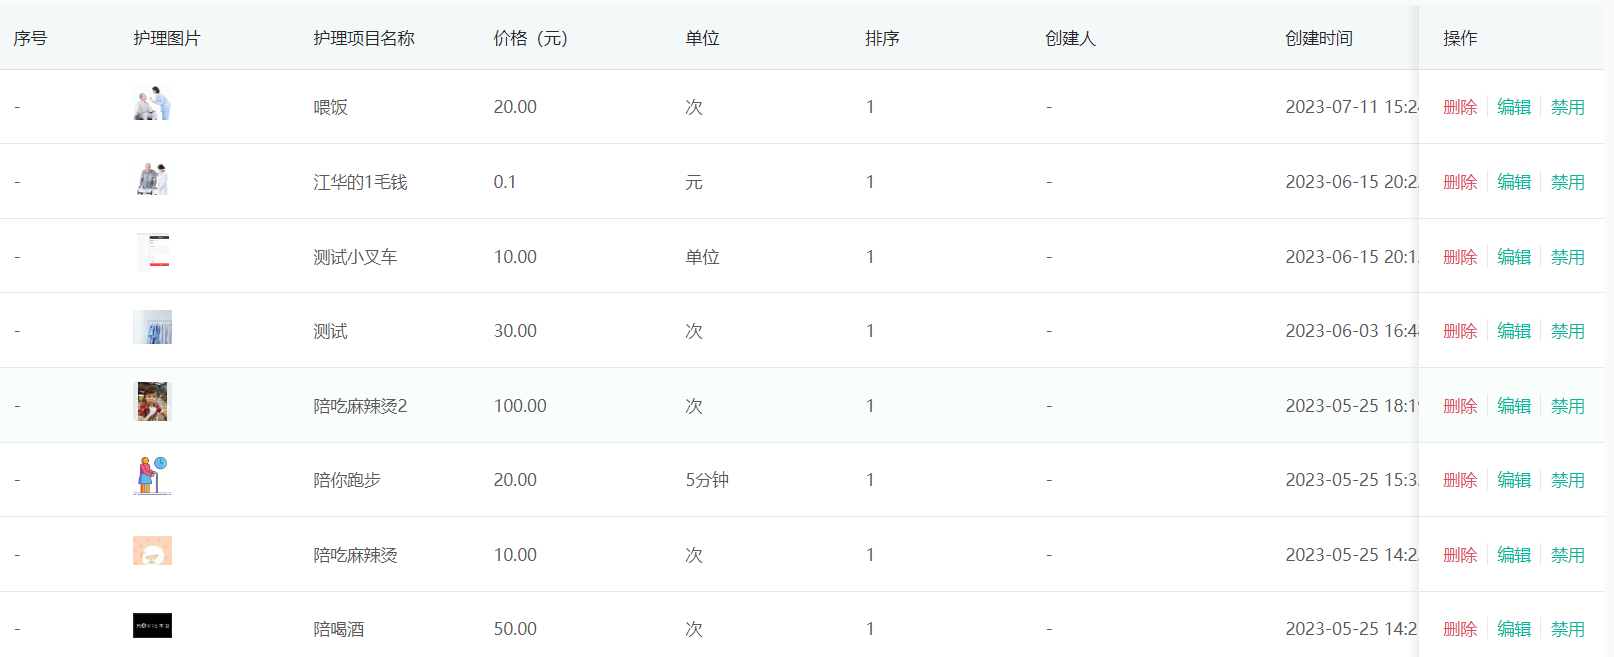 序号 护理图片 护理项目名称 价格（元） 单位 排序 创建人 创建时间 操作
- 喂饭 20.00 次 1 - 2023-07-11 15:24 删除 编辑 禁用
- 江华的1毛钱 0.1 元 1 - 2023-06-15 20:2 删除 编辑 禁用
- 测试小叉车 10.00 单位 1 - 2023-06-15 20:1 删除 编辑 禁用
- 测试 30.00 次 1 - 2023-06-03 16:4 删除 编辑 禁用
- 陪吃麻辣烫2 100.00 次 1 - 2023-05-25 18:1 删除 编辑 禁用
- 陪你跑步 20.00 5分钟 1 - 2023-05-25 15:3 删除 编辑 禁用
- 陪吃麻辣烫 10.00 次 1 - 2023-05-25 14:2 删除 编辑 禁用
- 陪喝酒 50.00 次 1 - 2023-05-25 14:2 删除 编辑 禁用